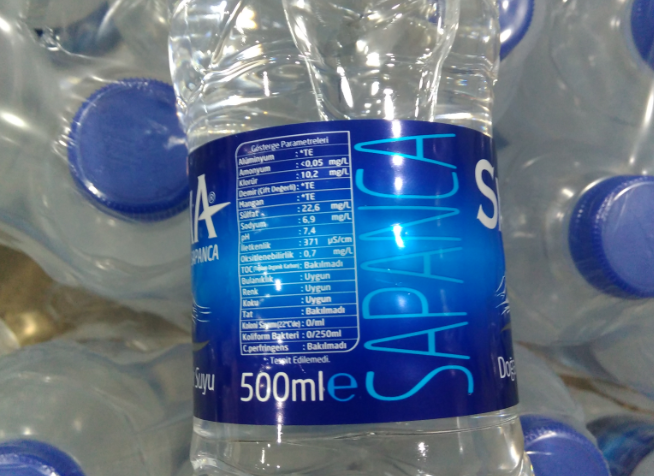 Gösterge Parametreleri
Alüminyum : *TE
Amonyum : <0,05 mg/L
Klorür : 10,2 mg/L
Demir (Çift Değerli) : *TE
Mangan : *TE
Sülfat : 22,6 mg/L
Sodyum : 6,9 mg/L
pH : 7,4
İletkenlik : 371 µS/cm
Oksitlenebilirlik : 0,7 mg/L
TOC : Bakılmadı
Bulanıklık : Uygun
Renk : Uygun
Koku : Uygun
Tat : Bakılmadı
Koloni Sayımı (22°C'de) : 0/ml
Koliform Bakteri : 0/250ml
C.perfringens : Bakılmadı
*Tespit Edilemedi.
500ml e
SAPANCA
SAPANCA
Suyu